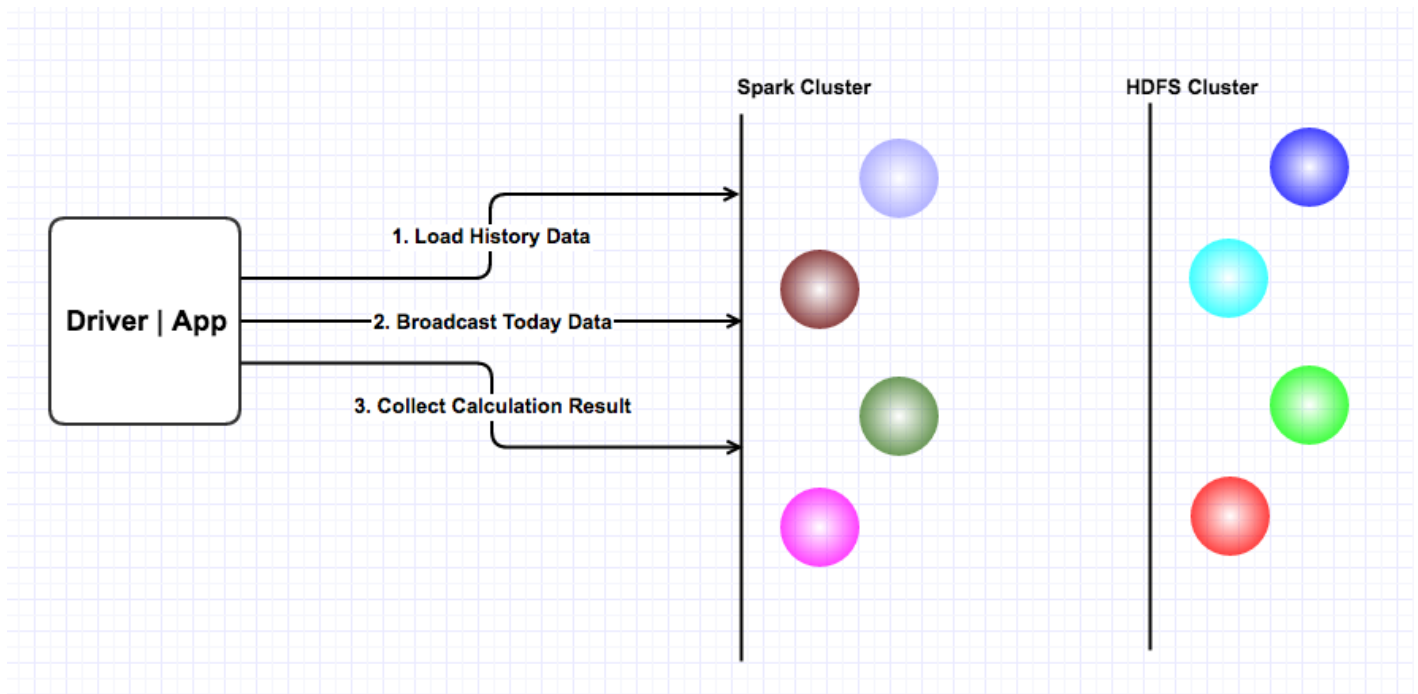 Spark Cluster
HDFS Cluster
1. Load History Data
Driver | App
2. Broadcast Today Data
3. Collect Calculation Result